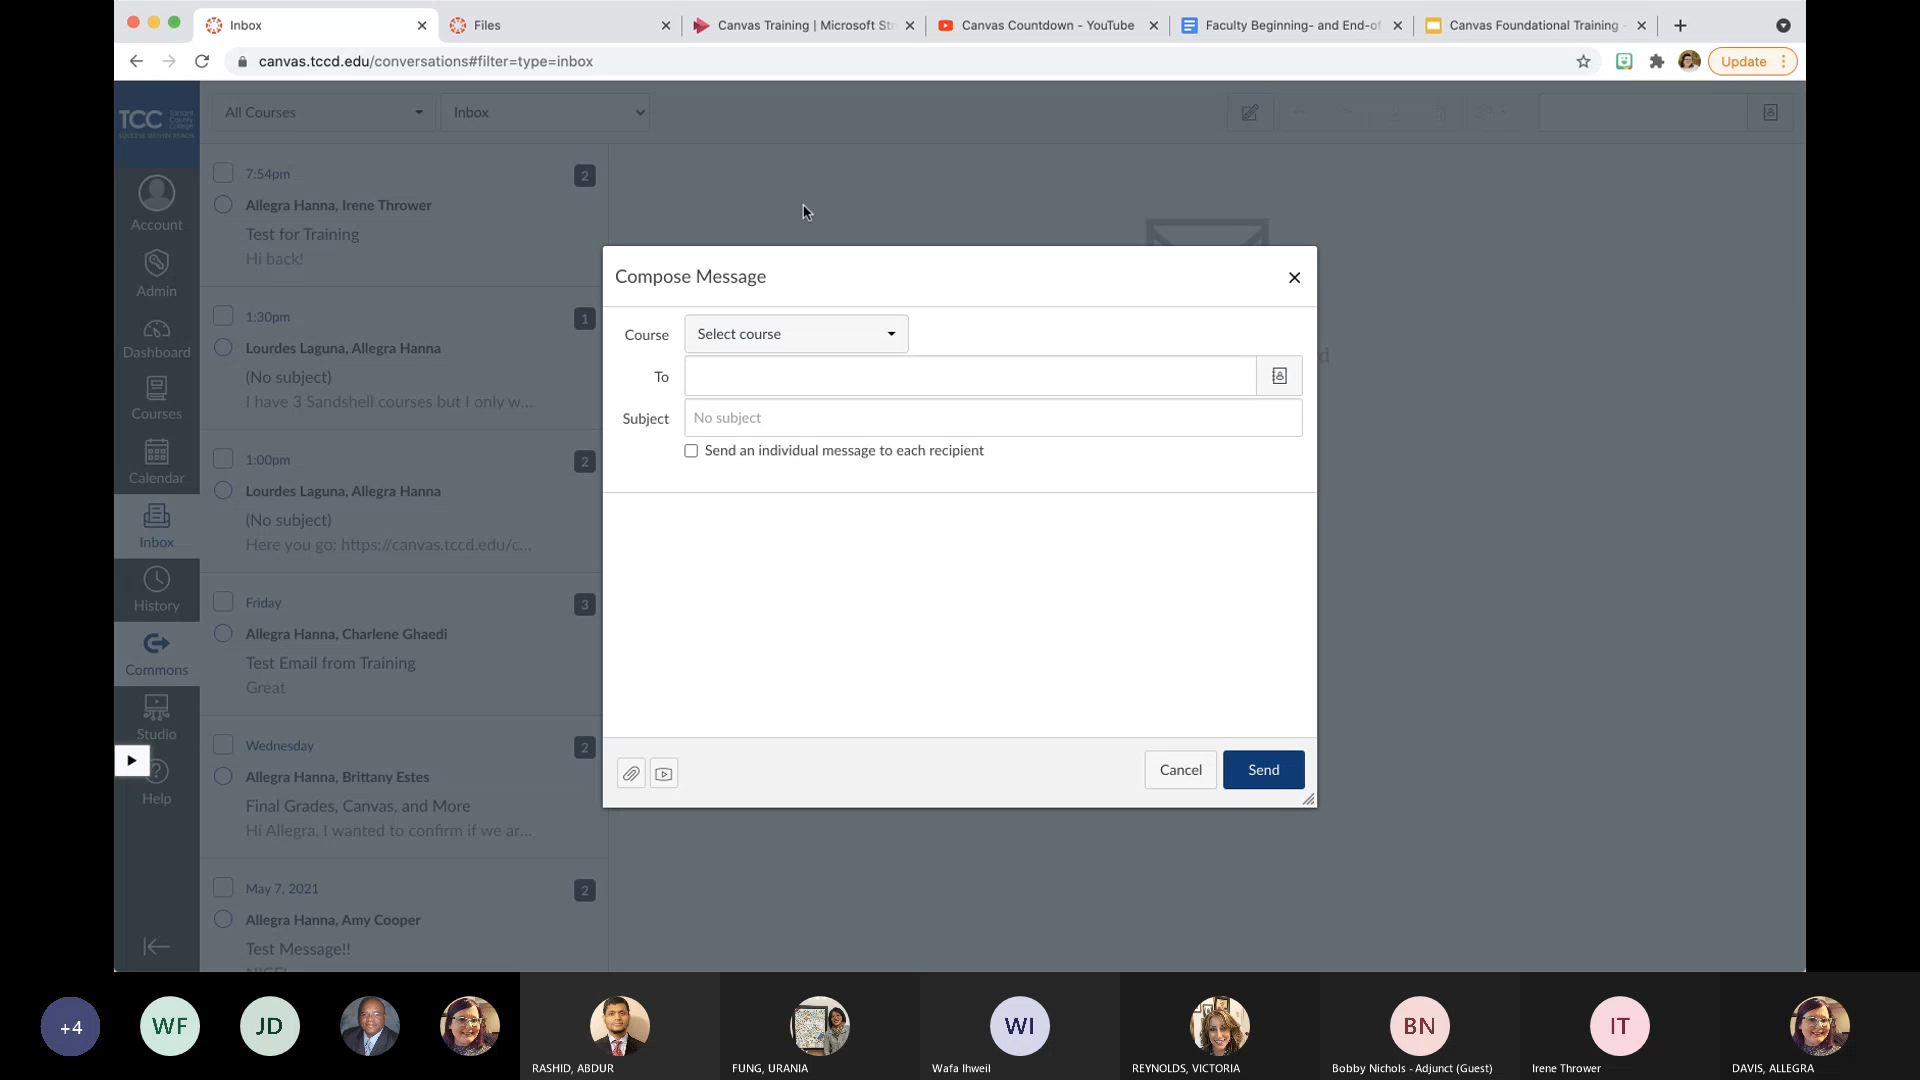 Inbox
Files
Canvas Training | Microsoft Str
Canvas Countdown - YouTube
Faculty Beginning- and End-of
Canvas Foundational Training -
canvas.tccd.edu/conversations#filter=type=inbox
Update
TCC
Tarrant County College
SUCCESS WITHIN REACH
All Courses
Inbox
Account
Admin
Dashboard
Courses
Calendar
Inbox
History
Commons
Studio
Help
7:54pm
2
Allegra Hanna, Irene Thrower
Test for Training
Hi back!
1:30pm
1
Lourdes Laguna, Allegra Hanna
(No subject)
I have 3 Sandshell courses but I only w...
1:00pm
2
Lourdes Laguna, Allegra Hanna
(No subject)
Here you go: https://canvas.tccd.edu/c...
Friday
3
Allegra Hanna, Charlene Ghaedi
Test Email from Training
Great
Wednesday
2
Allegra Hanna, Brittany Estes
Final Grades, Canvas, and More
Hi Allegra, I wanted to confirm if we ar...
May 7, 2021
2
Allegra Hanna, Amy Cooper
Test Message!!
Compose Message
Course
Select course
To
Subject
No subject
Send an individual message to each recipient
Cancel
Send
+4
WF
JD
RASHID, ABDUR
FUNG, URANIA
WI
Wafa Ihweil
REYNOLDS, VICTORIA
BN
Bobby Nichols - Adjunct (Guest)
IT
Irene Thrower
DAVIS, ALLEGRA